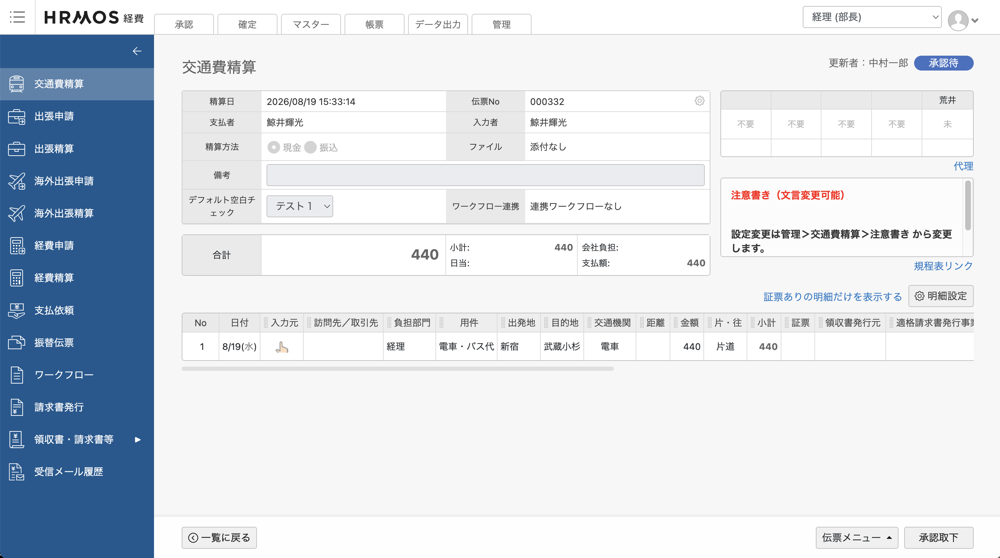 HRMOS 経費
承認 確定 マスター 帳票 データ出力 管理
経理 (部長)
交通費精算
出張申請
出張精算
海外出張申請
海外出張精算
経費申請
経費精算
支払依頼
振替伝票
ワークフロー
請求書発行
領収書・請求書等
受信メール履歴
交通費精算
更新者：中村一郎 承認待
精算日 2026/08/19 15:33:14 伝票No 000332
支払者 鯨井輝光 入力者 鯨井輝光
精算方法 現金 振込 ファイル 添付なし
備考
デフォルト空白チ
ェック テスト1 ワークフロー連携 連携ワークフローなし
荒井
不要 不要 不要 不要 未
代理
注意書き（文言変更可能）
設定変更は管理＞交通費精算＞注意書き から変更
します。
規程表リンク
合計 440
小計: 440 会社負担:
日当: 支払額: 440
証票ありの明細だけを表示する 明細設定
No 日付 入力元 訪問先／取引先 負担部門 用件 出発地 目的地 交通機関 距離 金額 片・往 小計 証票 領収書発行元 適格請求書発行事業
1 8/19(水) 経理 電車・バス代 新宿 武蔵小杉 電車 440 片道 440
一覧に戻る 伝票メニュー 承認取下